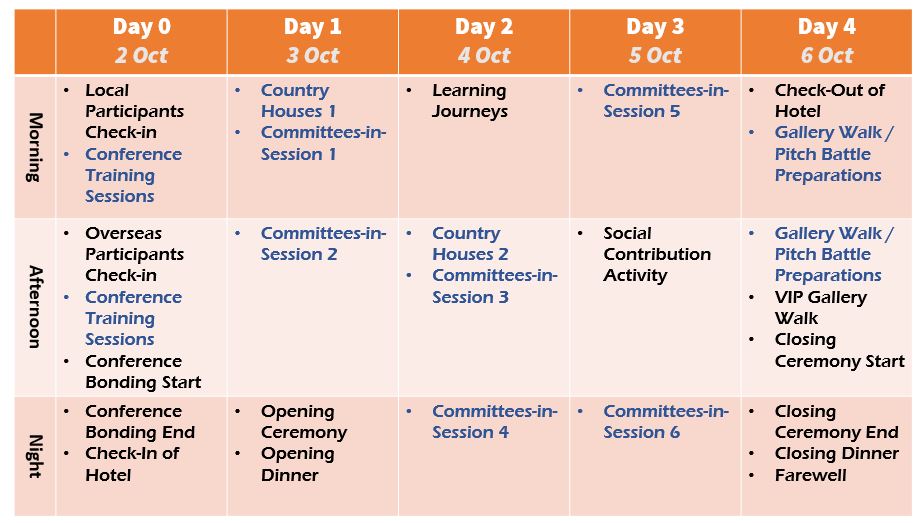 Day 0
2 Oct
Day 1
3 Oct
Day 2
4 Oct
Day 3
5 Oct
Day 4
6 Oct
Morning
• Local
Participants
Check-in
• Conference
Training
Sessions
• Country
Houses 1
• Committees-in-
Session 1
• Learning
Journeys
• Committees-in-
Session 5
• Check-Out of
Hotel
• Gallery Walk /
Pitch Battle
Preparations
Afternoon
• Overseas
Participants
Check-in
• Conference
Training
Sessions
• Conference
Bonding Start
• Committees-in-
Session 2
• Country
Houses 2
• Committees-in-
Session 3
• Social
Contribution
Activity
• Gallery Walk /
Pitch Battle
Preparations
• VIP Gallery
Walk
• Closing
Ceremony Start
Night
• Conference
Bonding End
• Check-In of
Hotel
• Opening
Ceremony
• Opening
Dinner
• Committees-in-
Session 4
• Committees-in-
Session 6
• Closing
Ceremony End
• Closing Dinner
• Farewell